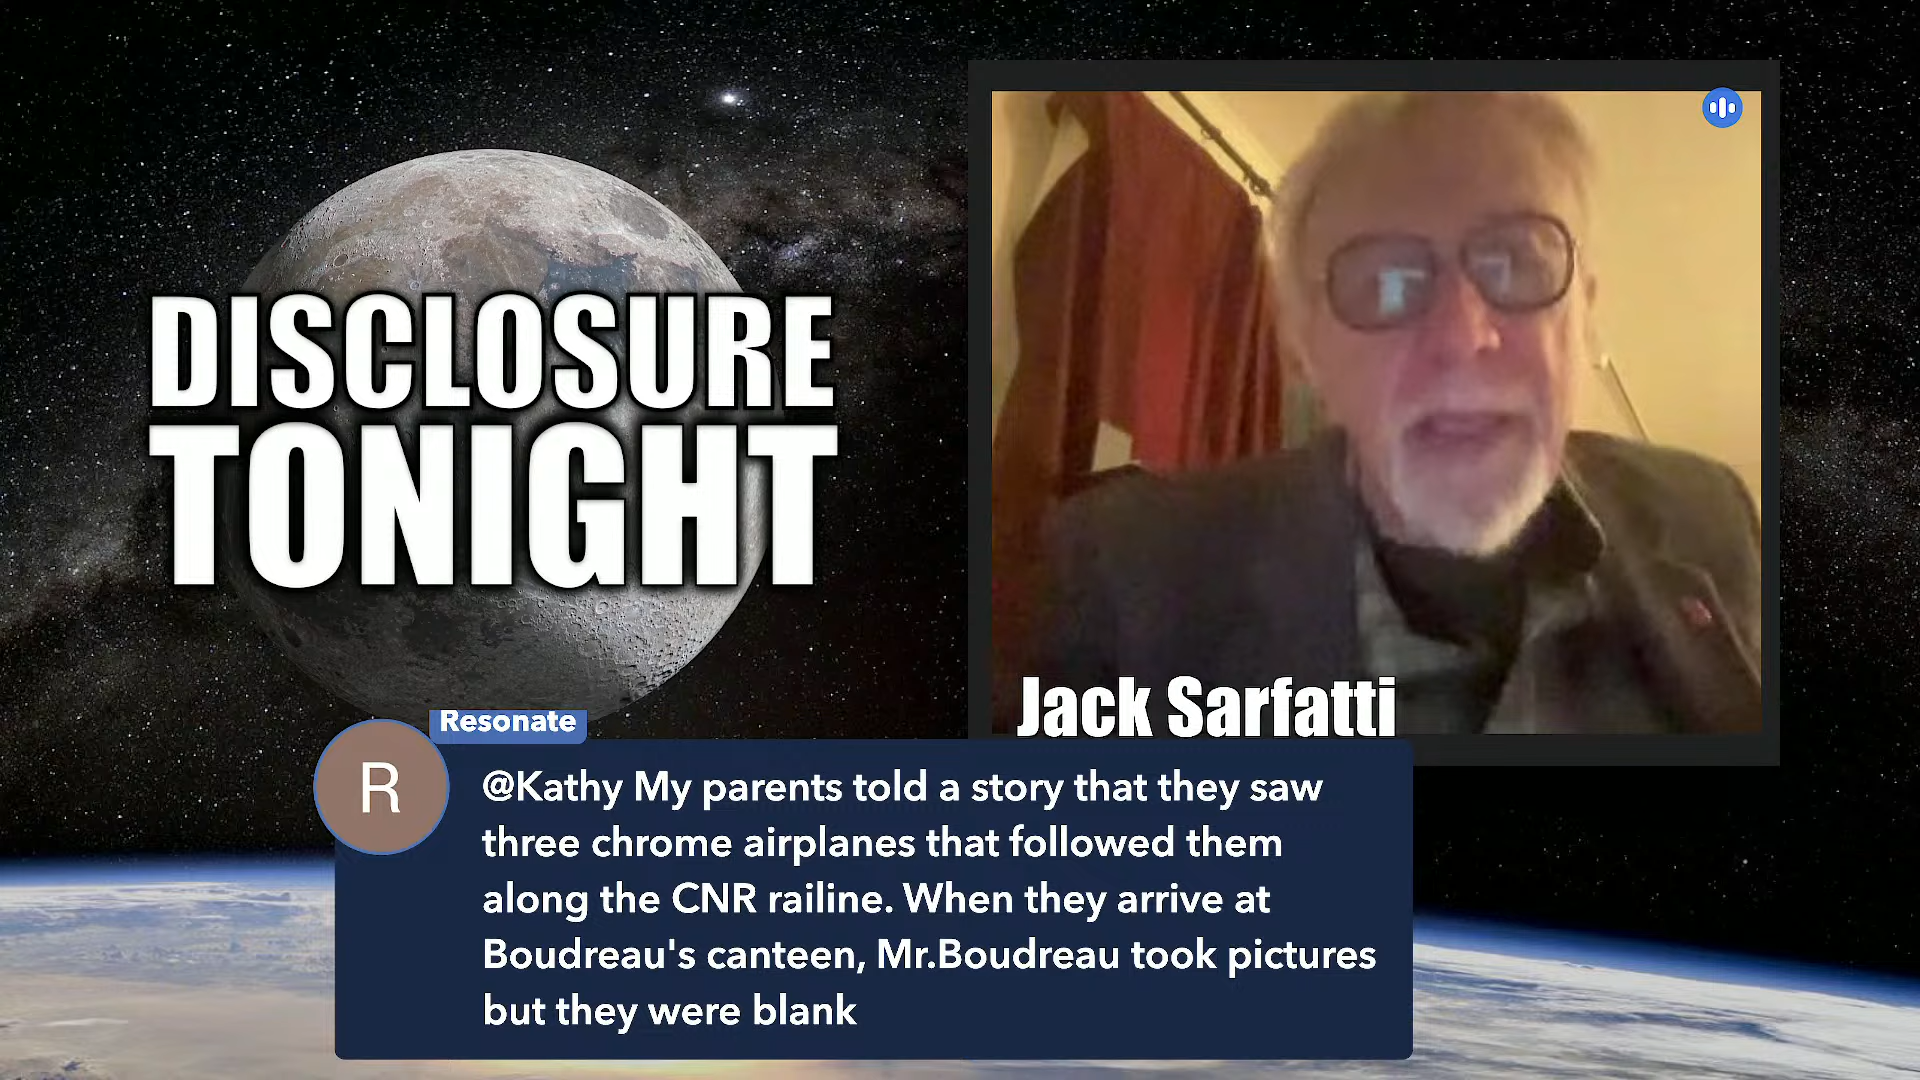 DISCLOSURE
TONIGHT
Jack Sarfatti
Resonate
R
@Kathy My parents told a story that they saw
three chrome airplanes that followed them
along the CNR railine. When they arrive at
Boudreau's canteen, Mr.Boudreau took pictures
but they were blank